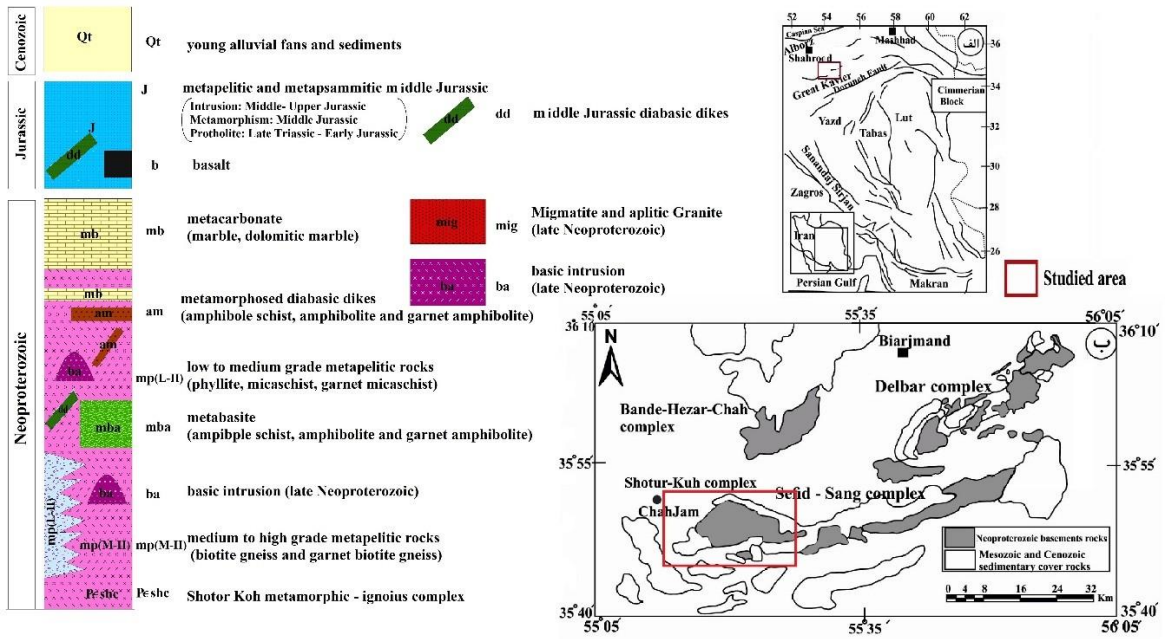 Cenozoic
Qt
Qt
young alluvial fans and sediments
Jurassic
J
dd
J
metapelitic and metapsammitic middle Jurassic
Intrusion: Middle- Upper Jurassic
Metamorphism: Middle Jurassic
Protholite: Late Triassic - Early Jurassic
dd
dd
middle Jurassic diabasic dikes
b
basalt
Neoproterozoic
mb
mb
metacarbonate
(marble, dolomitic marble)
mb
am
am
metamorphosed diabasic dikes
(amphibole schist, amphibolite and garnet amphibolite)
am
ba
mp(L-II)
low to medium grade metapelitic rocks
(phyllite, micaschist, garnet micaschist)
mba
mba
metabasite
(ampibple schist, amphibolite and garnet amphibolite)
ba
ba
basic intrusion (late Neoproterozoic)
mp(L-II)
mp(M-II)
mp(M-II)
medium to high grade metapelitic rocks
(biotite gneiss and garnet biotite gneiss)
P€ shc
P€ shc
Shotor Koh metamorphic - ignoius complex
mig
mig
Migmatite and aplitic Granite
(late Neoproterozoic)
ba
ba
basic intrusion
(late Neoproterozoic)
52 54 56 58 60 62
Caspian Sea
Alborz
Mashhad
Shahrood
الف
36
Great Kavier
Doruneh Fault
34
Cimmerian
Block
Yazd
Tabas
Lut
32
30
Sanandaj Sirjan
Zagros
28
Iran
26
Persian Gulf
Makran
Studied area
55°05′
55°35′
56°05′
36°10′
36°10′
N
Biarjmand
ب
Delbar complex
Bande-Hezar-Chah
complex
35°55′
35°55′
Shotur-Kuh complex
Sefid - Sang complex
ChahJam
Neoproterozoic basements rocks
Mesozoic and Cenozoic
sedimentary cover rocks
0 4 8 16 24 32
Km
35°40′
35°40′
55°05′
55°35′
56°05′